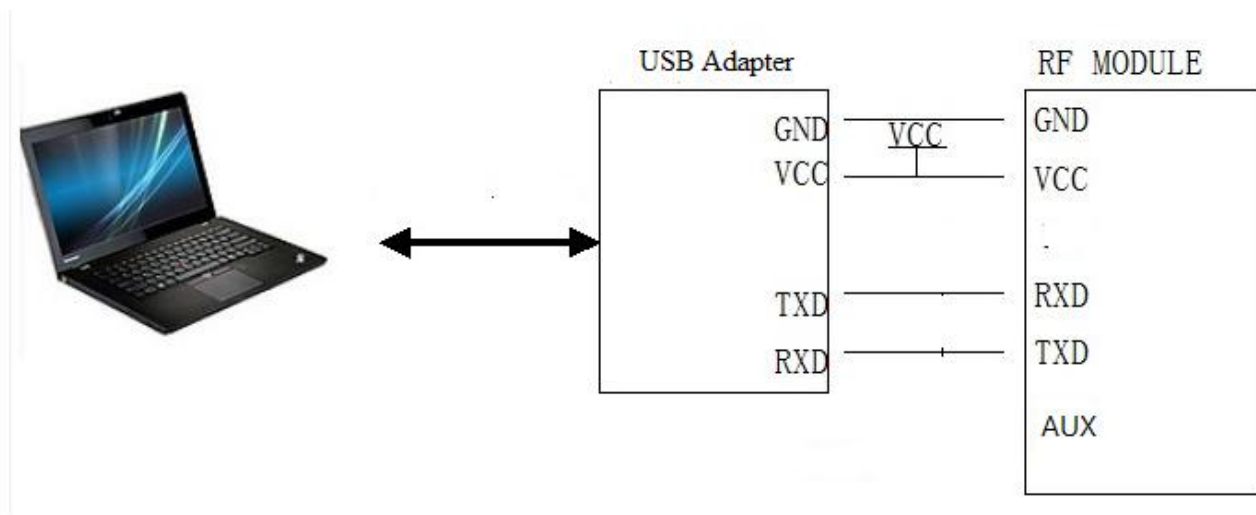 USB Adapter
RF MODULE
GND
VCC
GND
VCC
VCC
TXD
RXD
RXD
TXD
AUX